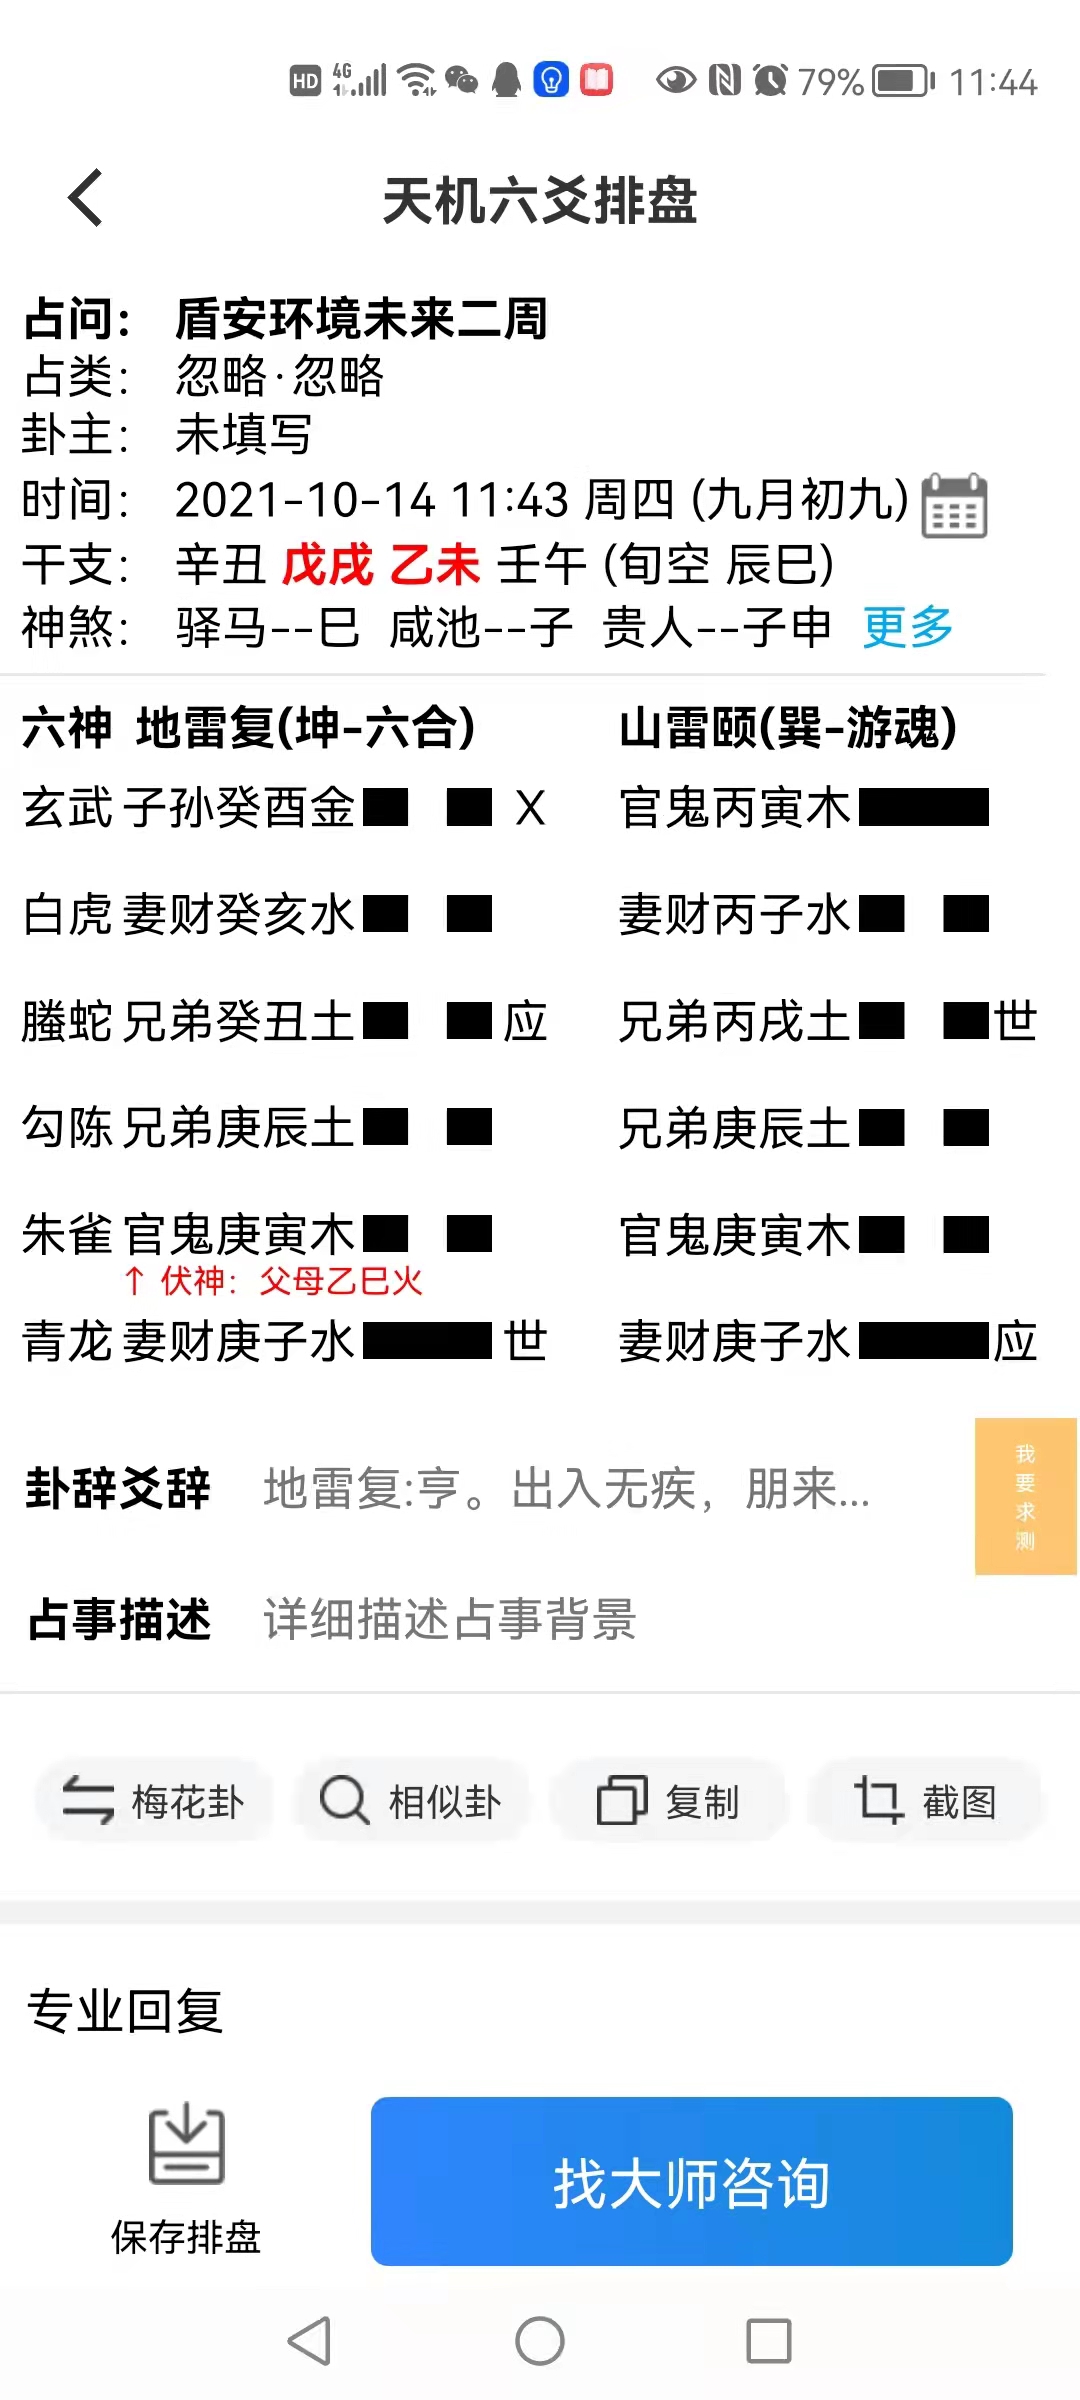 HD 4G 79% 11:44
天机六爻排盘
占问： 盾安环境未来二周
占类： 忽略·忽略
卦主： 未填写
时间： 2021-10-14 11:43 周四 (九月初九)
干支： 辛丑 戊戌 乙未 壬午 (旬空 辰巳)
神煞： 驿马--巳 咸池--子 贵人--子申 更多
六神 地雷复(坤-六合) 山雷颐(巽-游魂)
玄武 子孙癸酉金 X 官鬼丙寅木
白虎 妻财癸亥水 妻财丙子水
螣蛇 兄弟癸丑土 应 兄弟丙戌土 世
勾陈 兄弟庚辰土 兄弟庚辰土
朱雀 官鬼庚寅木 官鬼庚寅木
↑ 伏神：父母乙巳火
青龙 妻财庚子水 世 妻财庚子水 应
卦辞爻辞 地雷复:亨。出入无疾，朋来...
我要求测
占事描述 详细描述占事背景
梅花卦 相似卦 复制 截图
专业回复
保存排盘 找大师咨询